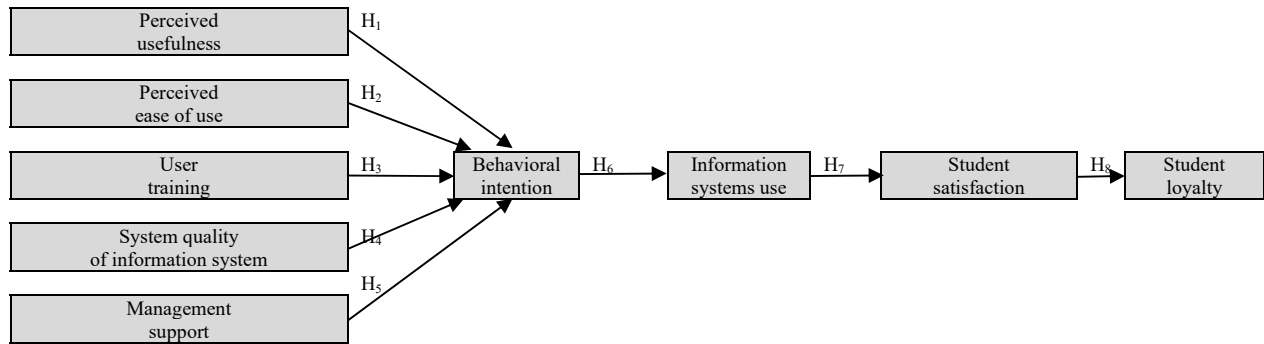 Perceived
usefulness
H₁
Perceived
ease of use
H₂
User
training
H₃
System quality
of information system
H₄
Management
support
H₅
Behavioral
intention
H₆
Information
systems use
H₇
Student
satisfaction
H₈
Student
loyalty